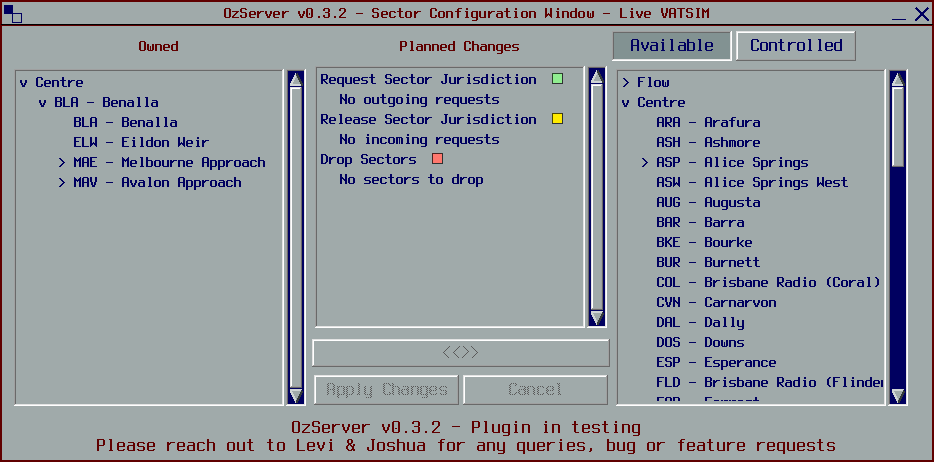 OzServer v0.3.2 - Sector Configuration Window - Live VATSIM
Owned
Planned Changes
Available
Controlled
v Centre
v BLA - Benalla
BLA - Benalla
ELW - Eildon Weir
> MAE - Melbourne Approach
> MAV - Avalon Approach
Request Sector Jurisdiction
No outgoing requests
Release Sector Jurisdiction
No incoming requests
Drop Sectors
No sectors to drop
<<>>
Apply Changes
Cancel
> Flow
v Centre
ARA - Arafura
ASH - Ashmore
> ASP - Alice Springs
ASW - Alice Springs West
AUG - Augusta
BAR - Barra
BKE - Bourke
BUR - Burnett
COL - Brisbane Radio (Coral)
CVN - Carnarvon
DAL - Dally
DOS - Downs
ESP - Esperance
FLD - Brisbane Radio (Flinder
OzServer v0.3.2 - Plugin in testing
Please reach out to Levi & Joshua for any queries, bug or feature requests